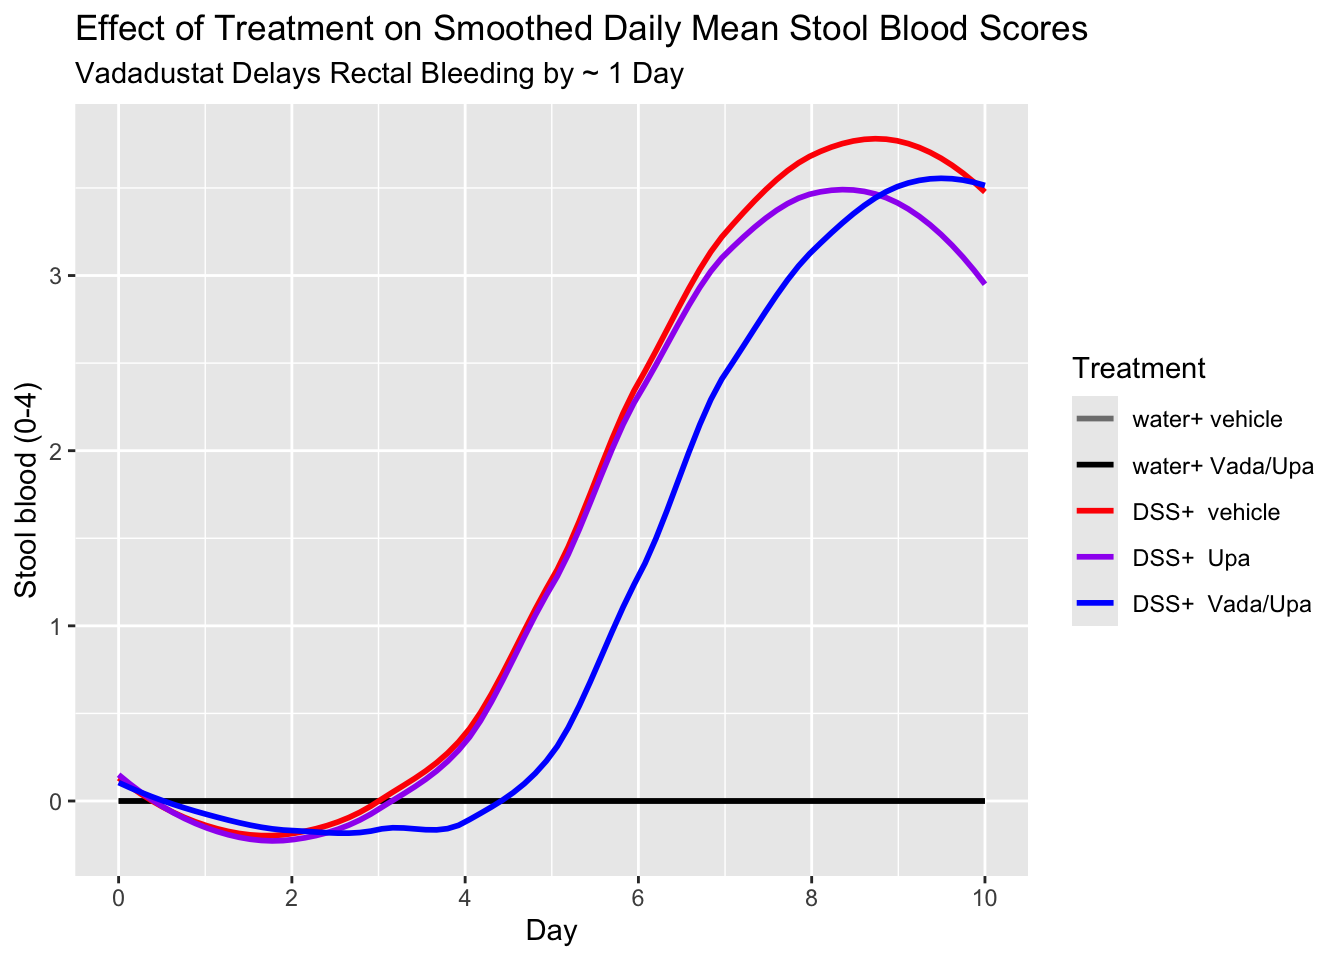 Effect of Treatment on Smoothed Daily Mean Stool Blood Scores
Vadadustat Delays Rectal Bleeding by ~ 1 Day
Stool blood (0-4)
3
2
1
0
0 2 4 6 8 10
Day
Treatment
water+ vehicle
water+ Vada/Upa
DSS+  vehicle
DSS+  Upa
DSS+  Vada/Upa